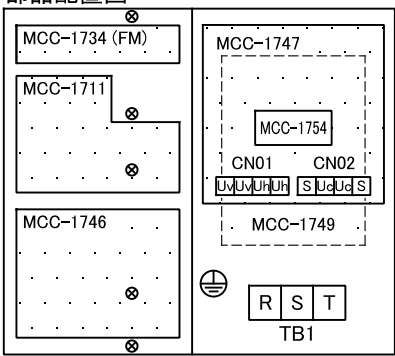 部品配置図
MCC-1734 (FM)
MCC-1711
MCC-1746
MCC-1747
MCC-1754
CN01 CN02
Uv Uv Uh Uh S Uc Uc S
MCC-1749
R S T
TB1